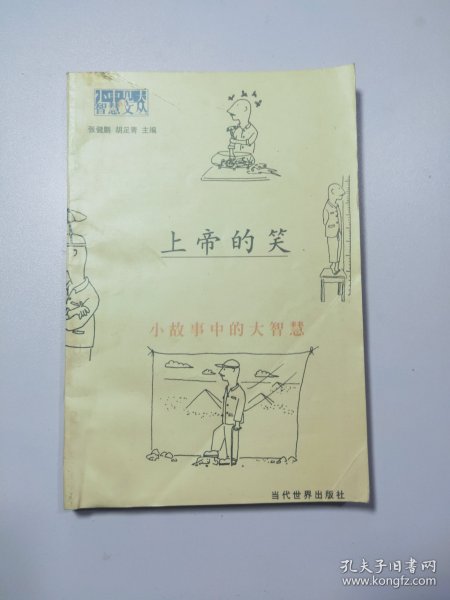 智慧文众
张健鹏 胡足青 主编
上帝的笑
小故事中的大智慧
当代世界出版社
孔夫子旧书网
www.kongfz.com